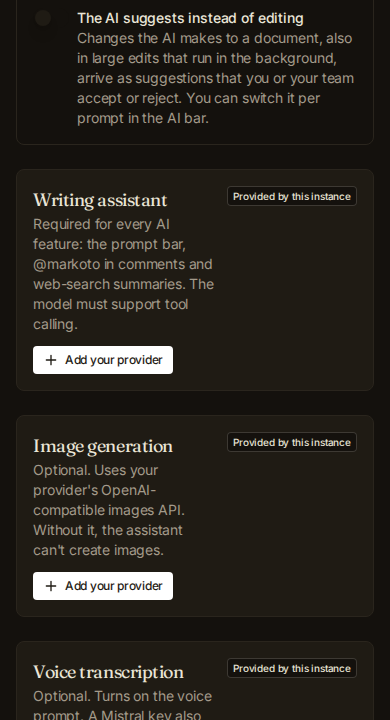 The AI suggests instead of editing
Changes the AI makes to a document, also
in large edits that run in the background,
arrive as suggestions that you or your team
accept or reject. You can switch it per
prompt in the AI bar.
Writing assistant
Provided by this instance
Required for every AI
feature: the prompt bar,
@markoto in comments and
web-search summaries. The
model must support tool
calling.
Add your provider
Image generation
Provided by this instance
Optional. Uses your
provider's OpenAI-
compatible images API.
Without it, the assistant
can't create images.
Add your provider
Voice transcription
Provided by this instance
Optional. Turns on the voice
prompt. A Mistral key also